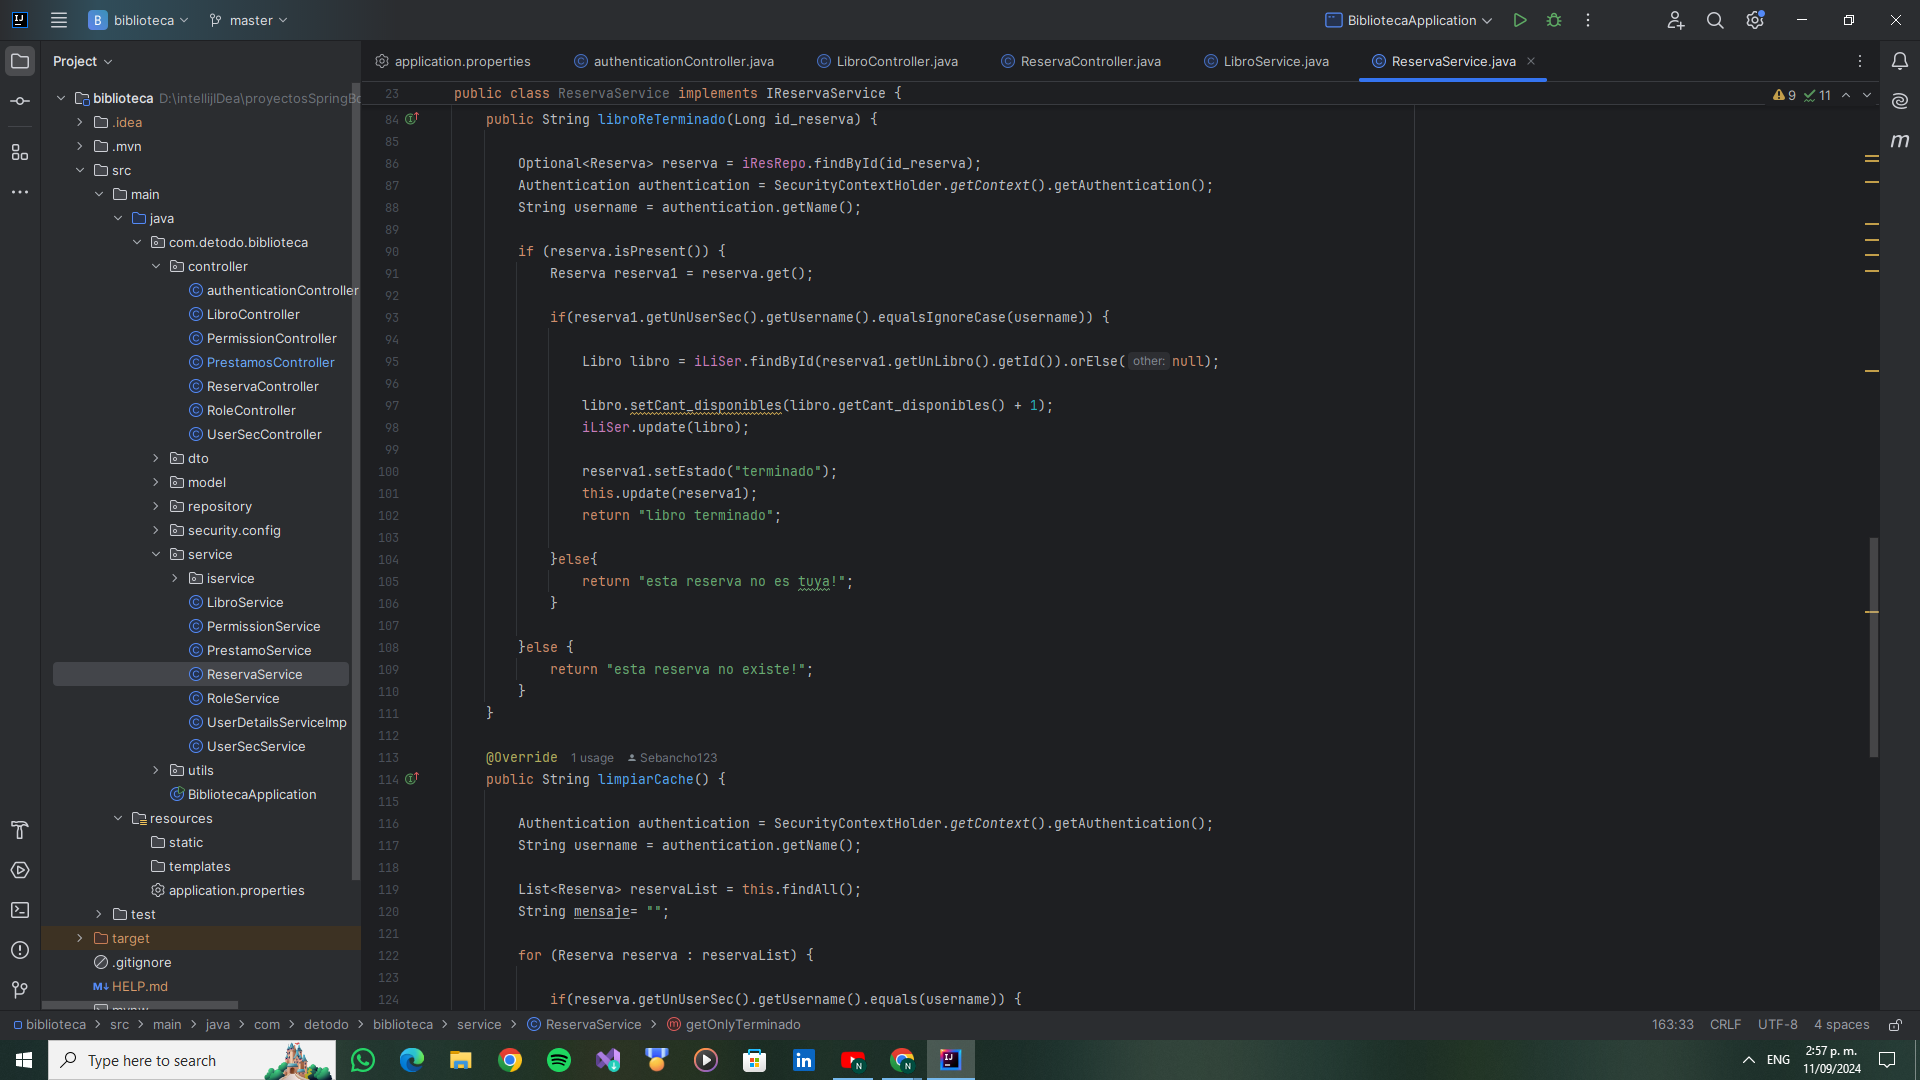 biblioteca
master
BibliotecaApplication
Project
application.properties
authenticationController.java
LibroController.java
ReservaController.java
LibroService.java
ReservaService.java
biblioteca D:\intellijIDea\proyectosSpringBo
.idea
.mvn
src
main
java
com.detodo.biblioteca
controller
authenticationController
LibroController
PermissionController
PrestamosController
ReservaController
RoleController
UserSecController
dto
model
repository
security.config
service
iservice
LibroService
PermissionService
PrestamoService
ReservaService
RoleService
UserDetailsServiceImp
UserSecService
utils
BibliotecaApplication
resources
static
templates
application.properties
test
target
.gitignore
M↓ HELP.md
mvnw
9 11
23 public class ReservaService implements IReservaService {
84 public String libroReTerminado(Long id_reserva) {
85
86 Optional<Reserva> reserva = iResRepo.findById(id_reserva);
87 Authentication authentication = SecurityContextHolder.getContext().getAuthentication();
88 String username = authentication.getName();
89
90 if (reserva.isPresent()) {
91 Reserva reserva1 = reserva.get();
92
93 if(reserva1.getUnUserSec().getUsername().equalsIgnoreCase(username)) {
94
95 Libro libro = iLiSer.findById(reserva1.getUnLibro().getId()).orElse( other: null);
96
97 libro.setCant_disponibles(libro.getCant_disponibles() + 1);
98 iLiSer.update(libro);
99
100 reserva1.setEstado("terminado");
101 this.update(reserva1);
102 return "libro terminado";
103
104 }else{
105 return "esta reserva no es tuya!";
106 }
107
108 }else {
109 return "esta reserva no existe!";
110 }
111 }
112
113 @Override 1 usage Sebancho123
114 public String limpiarCache() {
115
116 Authentication authentication = SecurityContextHolder.getContext().getAuthentication();
117 String username = authentication.getName();
118
119 List<Reserva> reservaList = this.findAll();
120 String mensaje= "";
121
122 for (Reserva reserva : reservaList) {
123
124 if(reserva.getUnUserSec().getUsername().equals(username)) {
biblioteca > src > main > java > com > detodo > biblioteca > service > ReservaService > getOnlyTerminado
163:33 CRLF UTF-8 4 spaces
Type here to search
ENG
2:57 p. m.
11/09/2024